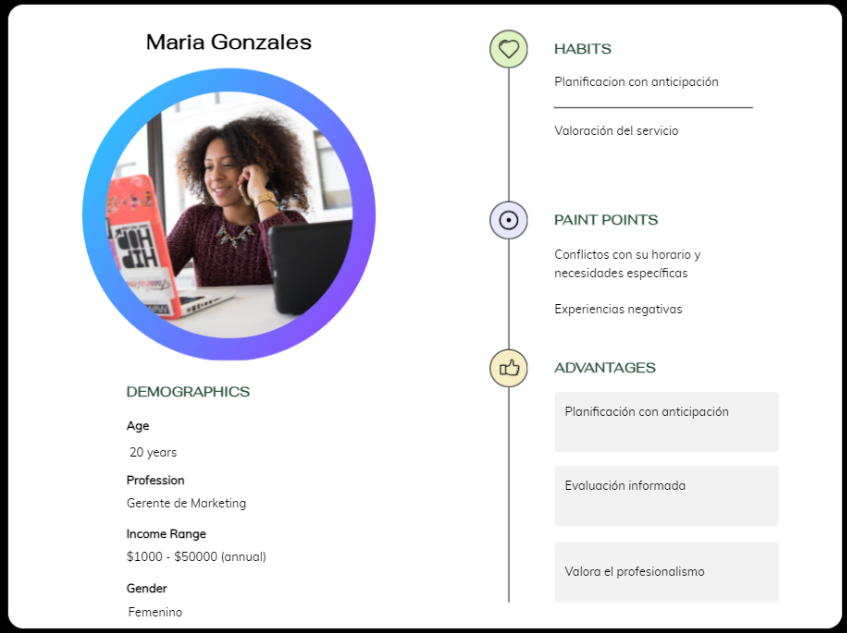 Maria Gonzales
DEMOGRAPHICS
Age
20 years
Profession
Gerente de Marketing
Income Range
$1000 - $50000 (annual)
Gender
Femenino
HABITS
Planificacion con anticipación
Valoración del servicio
PAINT POINTS
Conflictos con su horario y
necesidades específicas
Experiencias negativas
ADVANTAGES
Planificación con anticipación
Evaluación informada
Valora el profesionalismo